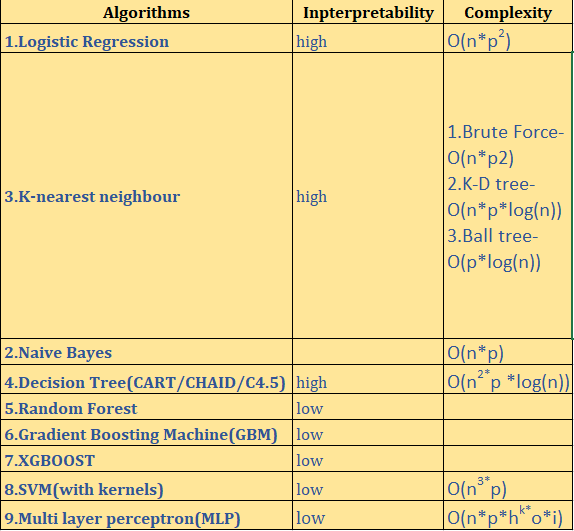 Algorithms Inpterpretability Complexity
1.Logistic Regression high O(n*p²)
3.K-nearest neighbour high 1.Brute Force-
O(n*p2)
2.K-D tree-
O(n*p*log(n))
3.Ball tree-
O(p*log(n))
2.Naive Bayes O(n*p)
4.Decision Tree(CART/CHAID/C4.5) high O(n²*p *log(n))
5.Random Forest low
6.Gradient Boosting Machine(GBM) low
7.XGBOOST low
8.SVM(with kernels) low O(n³*p)
9.Multi layer perceptron(MLP) low O(n*p*hᵏ*o*i)